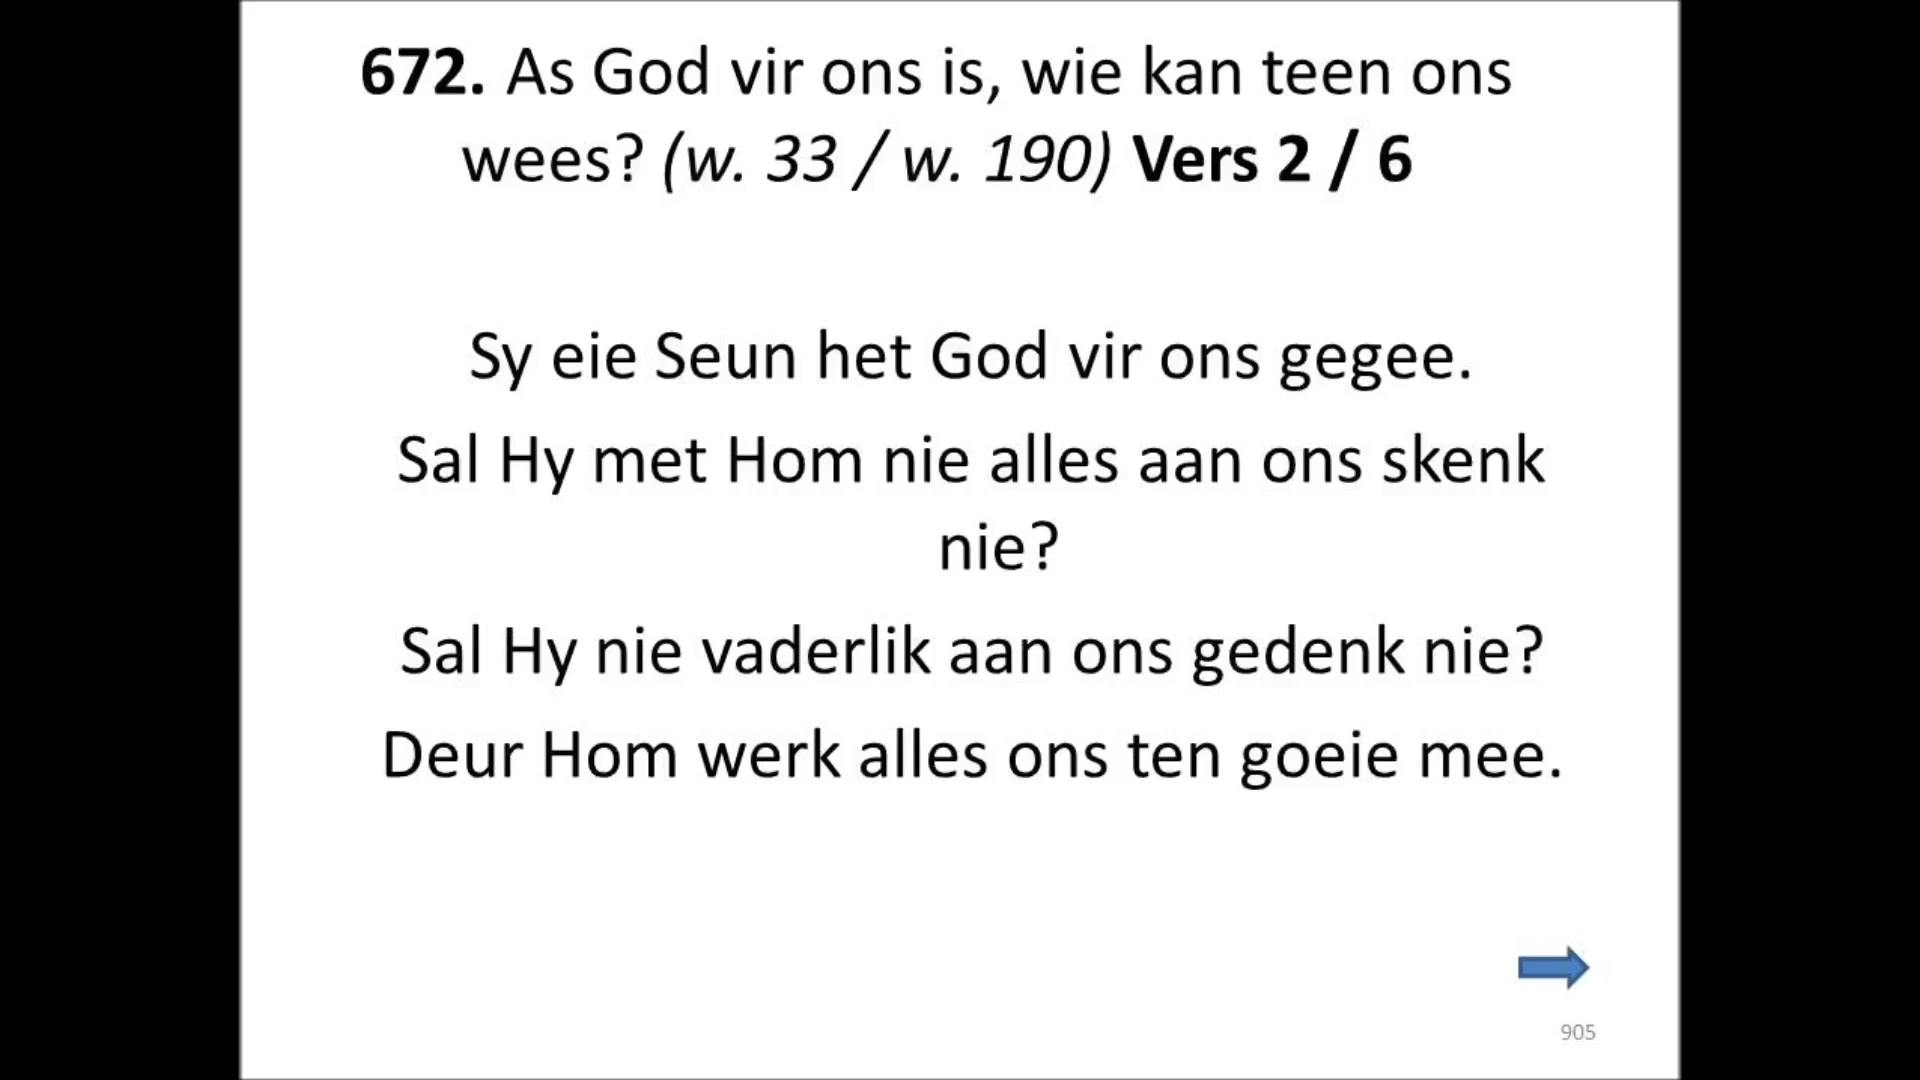 672. As God vir ons is, wie kan teen ons
wees? (w. 33 / w. 190) Vers 2 / 6
Sy eie Seun het God vir ons gegee.
Sal Hy met Hom nie alles aan ons skenk
nie?
Sal Hy nie vaderlik aan ons gedenk nie?
Deur Hom werk alles ons ten goeie mee.
905